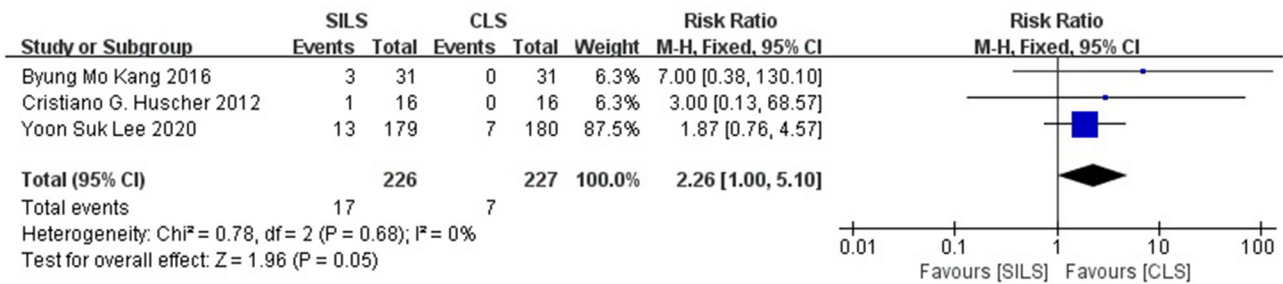 SILS CLS Risk Ratio Risk Ratio
Study or Subgroup Events Total Events Total Weight M-H, Fixed, 95% CI M-H, Fixed, 95% CI
Byung Mo Kang 2016 3 31 0 31 6.3% 7.00 [0.38, 130.10]
Cristiano G. Huscher 2012 1 16 0 16 6.3% 3.00 [0.13, 68.57]
Yoon Suk Lee 2020 13 179 7 180 87.5% 1.87 [0.76, 4.57]
Total (95% CI) 226 227 100.0% 2.26 [1.00, 5.10]
Total events 17 7
Heterogeneity: Chi² = 0.78, df = 2 (P = 0.68); I² = 0%
Test for overall effect: Z = 1.96 (P = 0.05)
0.01 0.1 1 10 100
Favours [SILS] Favours [CLS]